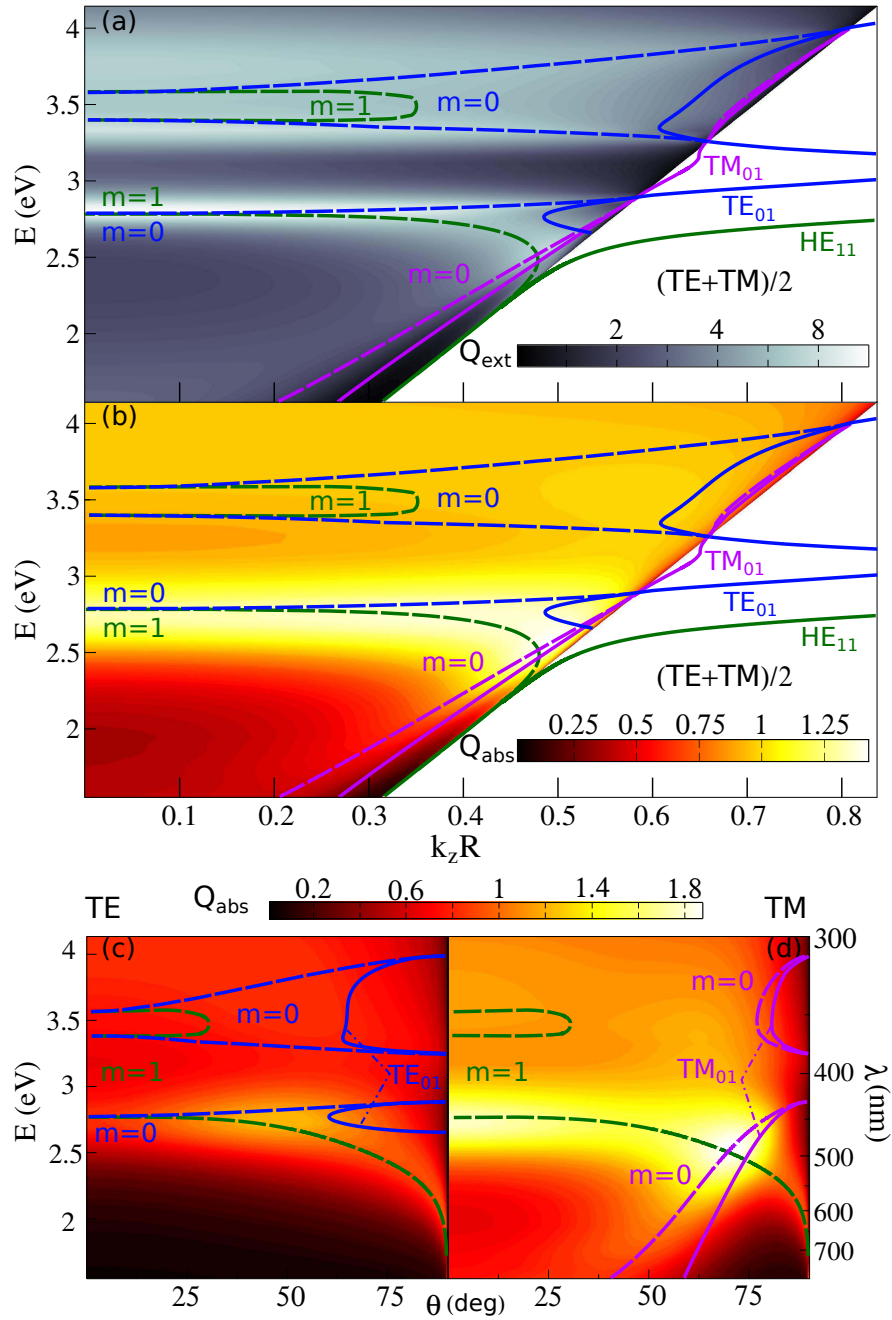 (a)
4
3.5
3
2.5
2
E (eV)
m=1
m=0
m=1
m=0
m=0
TM01
TE01
HE11
(TE+TM)/2
Qext
2
4
8
(b)
4
3.5
3
2.5
2
E (eV)
m=1
m=0
m=0
m=1
m=0
TM01
TE01
HE11
(TE+TM)/2
Qabs
0.25
0.5
0.75
1
1.25
0.1
0.2
0.3
0.4
0.5
0.6
0.7
0.8
kzR
TE
Qabs
0.2
0.6
1
1.4
1.8
TM
(c)
4
3.5
3
2.5
2
E (eV)
m=0
m=1
TE01
m=0
25
50
75
θ (deg)
(d)
m=0
m=1
TM01
m=0
25
50
75
300
400
500
600
700
λ (nm)